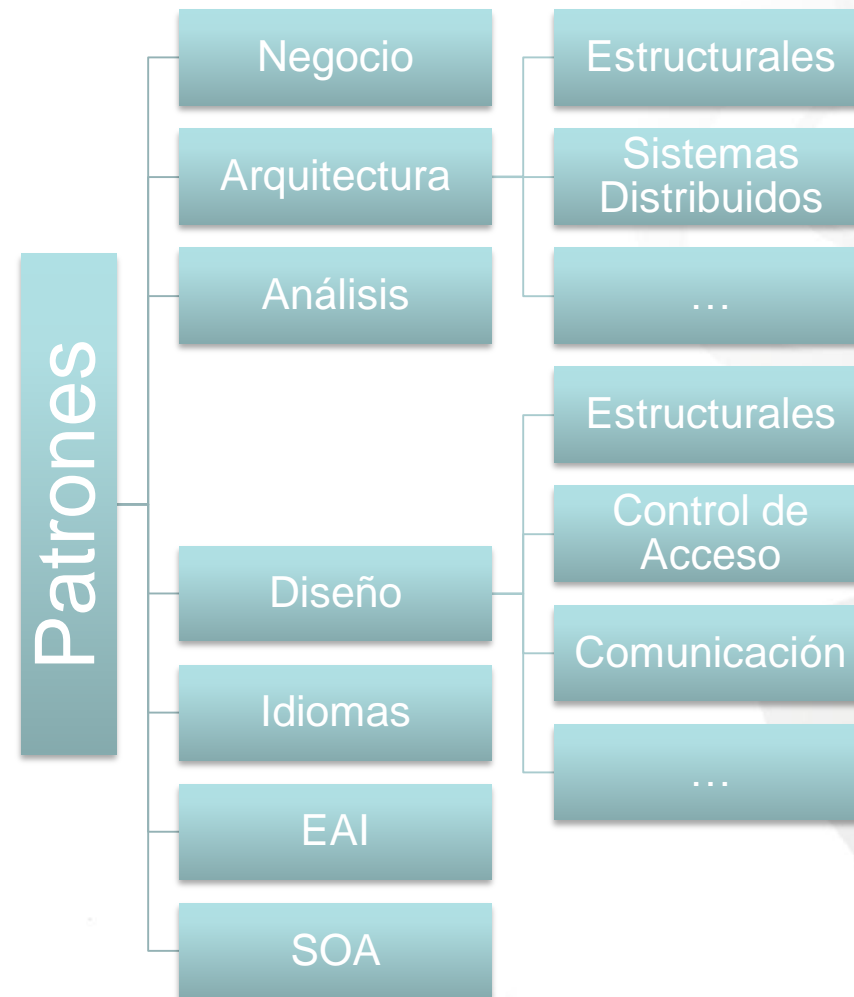 Patrones
Negocio
Arquitectura
Análisis
Diseño
Idiomas
EAI
SOA
Estructurales
Sistemas
Distribuidos
…
Estructurales
Control de
Acceso
Comunicación
…